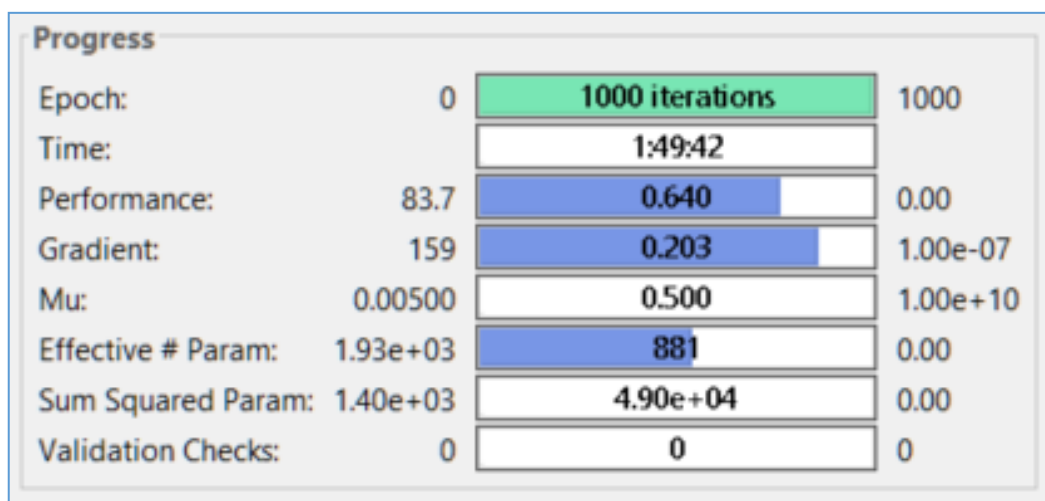 Progress
Epoch: 0 1000 iterations 1000
Time: 1:49:42
Performance: 83.7 0.640 0.00
Gradient: 159 0.203 1.00e-07
Mu: 0.00500 0.500 1.00e+10
Effective # Param: 1.93e+03 881 0.00
Sum Squared Param: 1.40e+03 4.90e+04 0.00
Validation Checks: 0 0 0